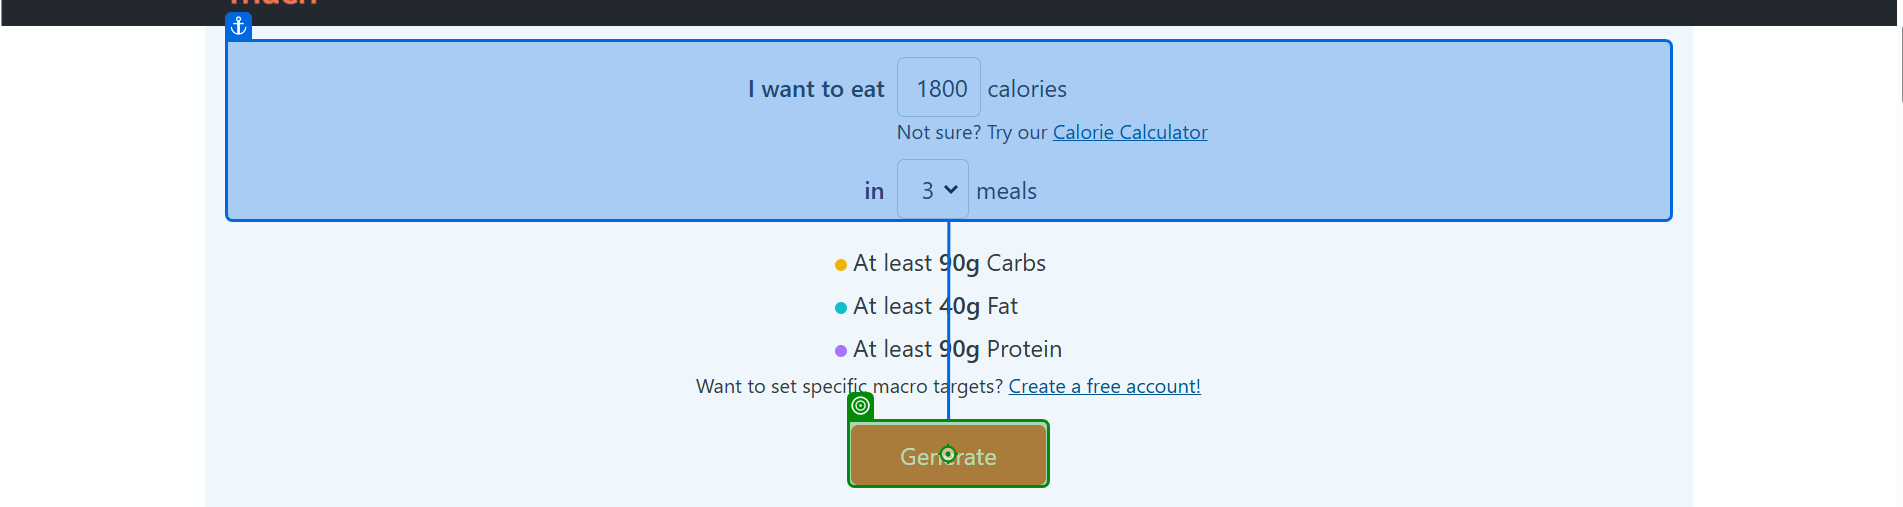 I want to eat 1800 calories
Not sure? Try our Calorie Calculator
in 3 meals
At least 90g Carbs
At least 40g Fat
At least 90g Protein
Want to set specific macro targets? Create a free account!
Generate